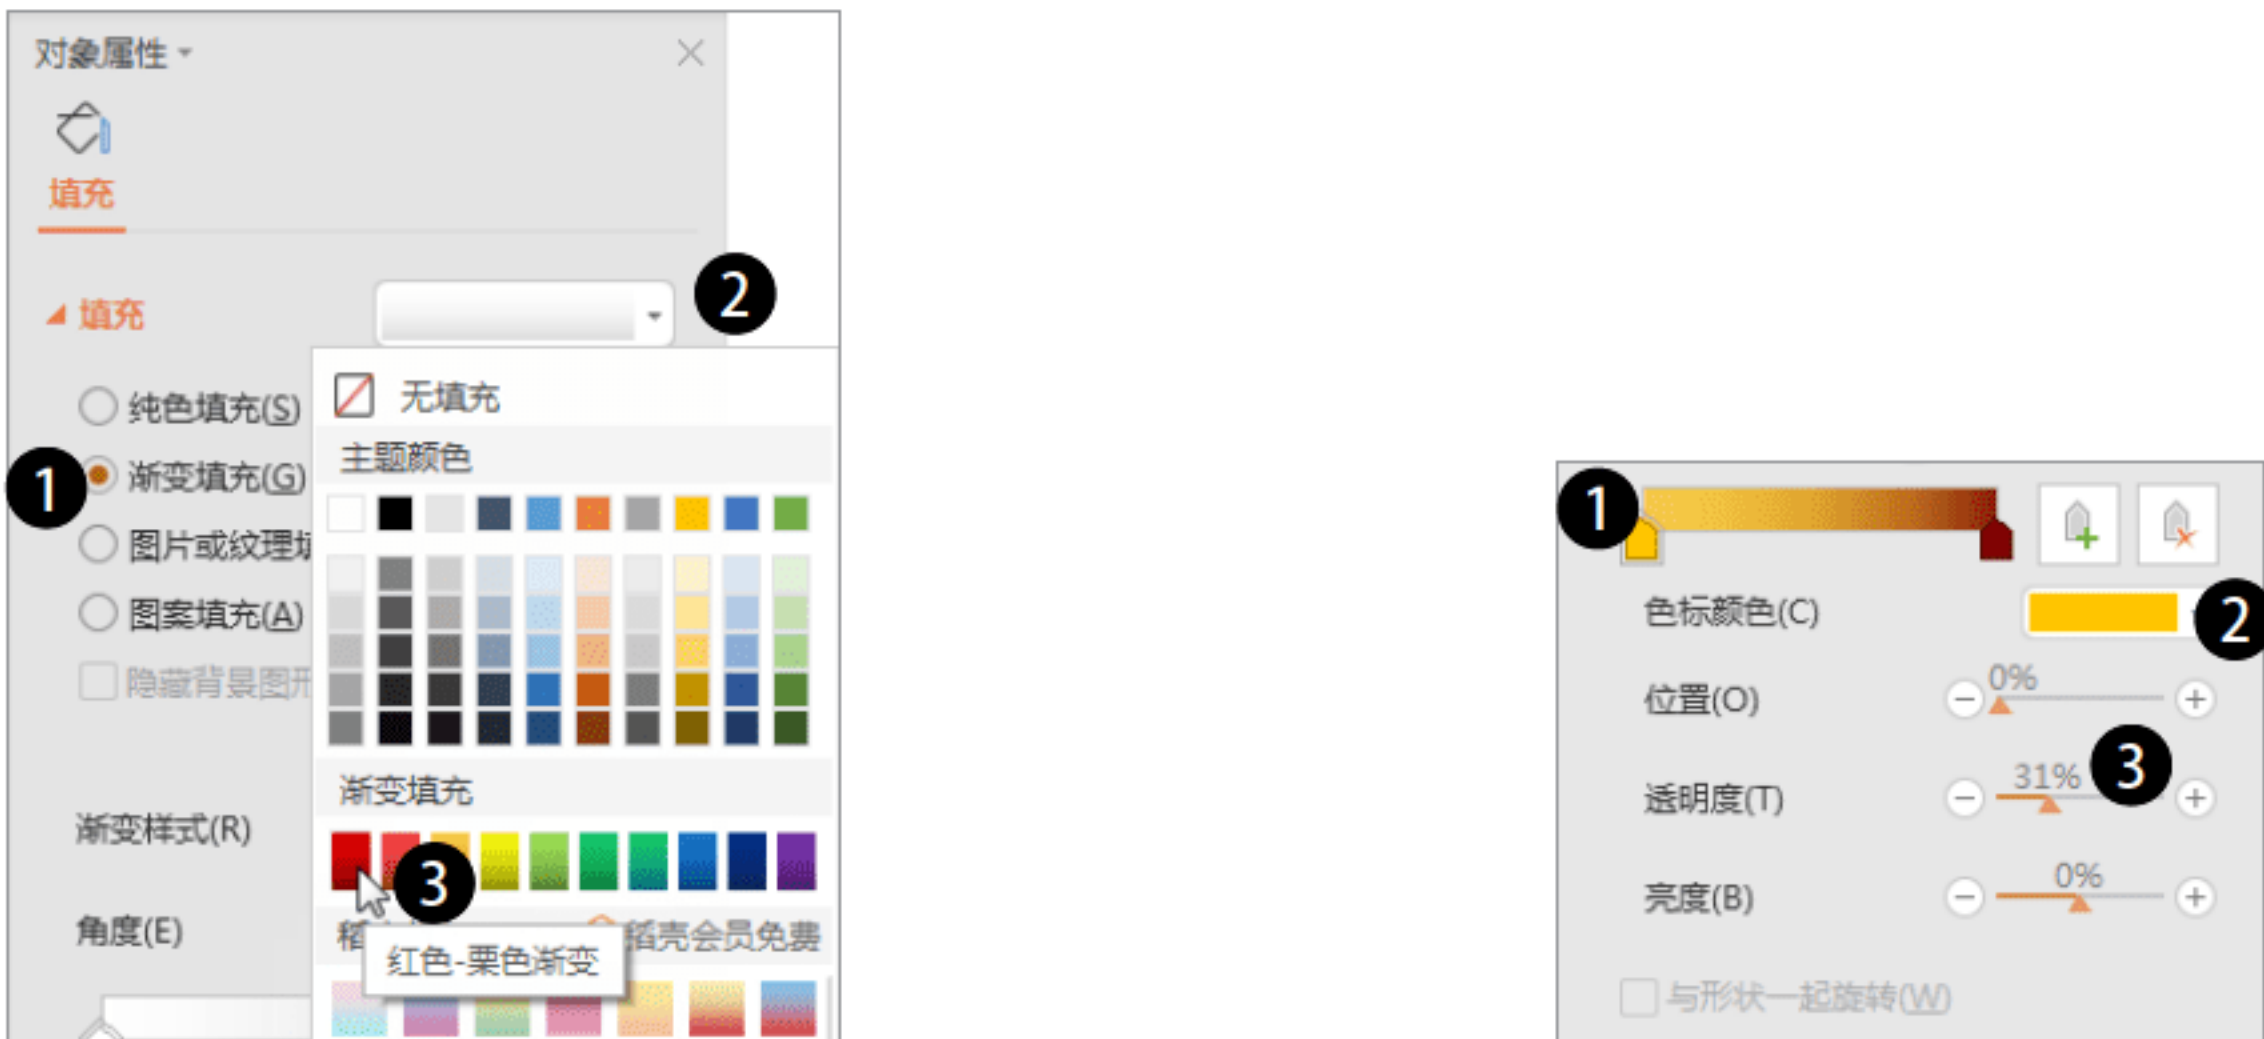 对象属性
填充
2
填充
无填充
纯色填充(S)
主题颜色
1
渐变填充(G)
图片或纹理
图案填充(A)
隐藏背景图
渐变填充
渐变样式(R)
3
角度(E)
稻壳会员免费
红色-栗色渐变
1
色标颜色(C)
2
位置(O)
0%
透明度(T)
31%
3
亮度(B)
0%
与形状一起旋转(W)